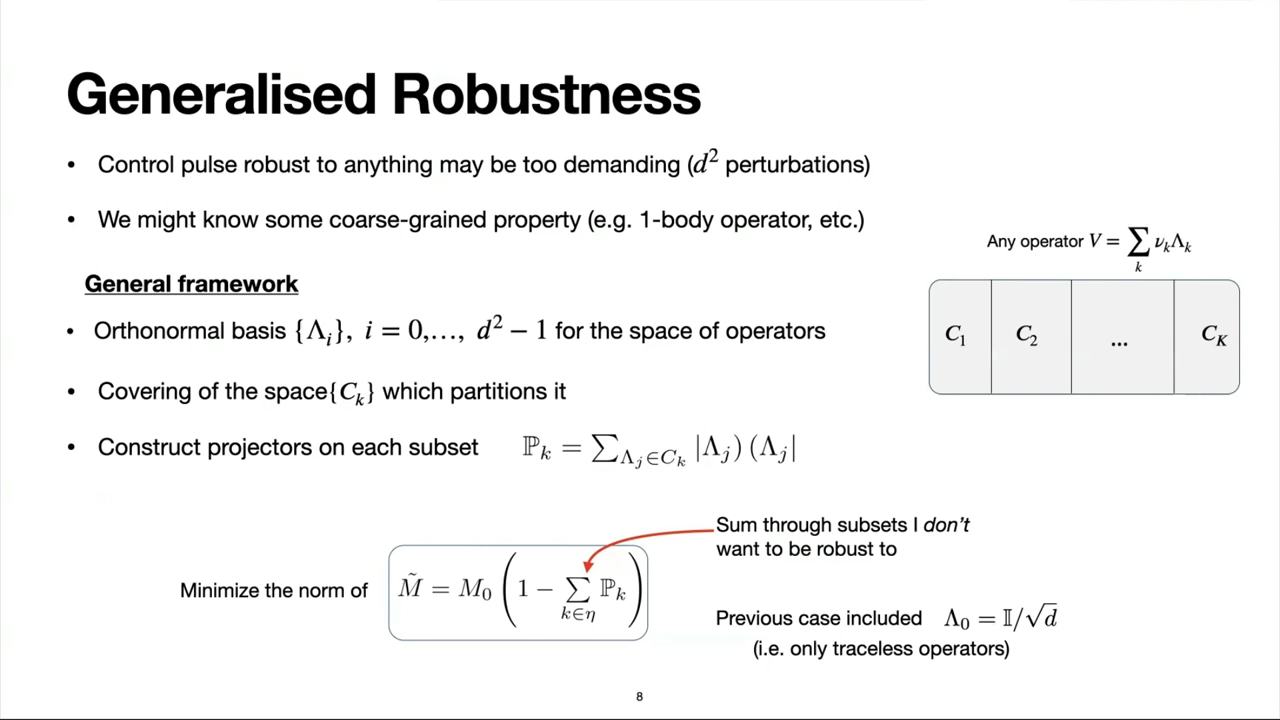 Generalised Robustness
• Control pulse robust to anything may be too demanding (d² perturbations)
• We might know some coarse-grained property (e.g. 1-body operator, etc.)
Any operator V = ∑_k ν_kΛ_k
General framework
• Orthonormal basis {Λ_i}, i = 0,…, d² − 1 for the space of operators
C_1 C_2 ... C_K
• Covering of the space{C_k} which partitions it
• Construct projectors on each subset ℙ_k = ∑_{Λ_j∈C_k} |Λ_j) (Λ_j|
Sum through subsets I don't
want to be robust to
Minimize the norm of M̃ = M_0 (1 − ∑_{k∈η} ℙ_k)
Previous case included Λ_0 = 𝕀/√d
(i.e. only traceless operators)
8